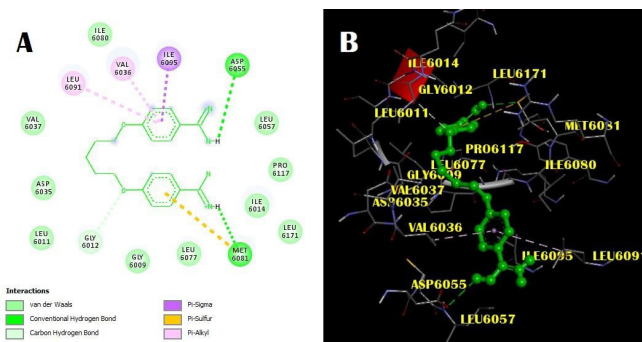 A
ILE
6080
ILE
6095
ASP
6055
VAL
6036
LEU
6091
VAL
6037
LEU
6057
PRO
6117
ASP
6035
ILE
6014
LEU
6171
LEU
6011
GLY
6012
GLY
6009
LEU
6077
MET
6081
H
H
Interactions
van der Waals
Conventional Hydrogen Bond
Carbon Hydrogen Bond
Pi-Sigma
Pi-Sulfur
Pi-Alkyl
B
ILE6014
LEU6171
GLY6012
LEU6011
MET6081
PRO6117
LEU6077
ILE6080
GLY6009
VAL6037
ASP6035
VAL6036
ILE6095
LEU6091
ASP6055
LEU6057